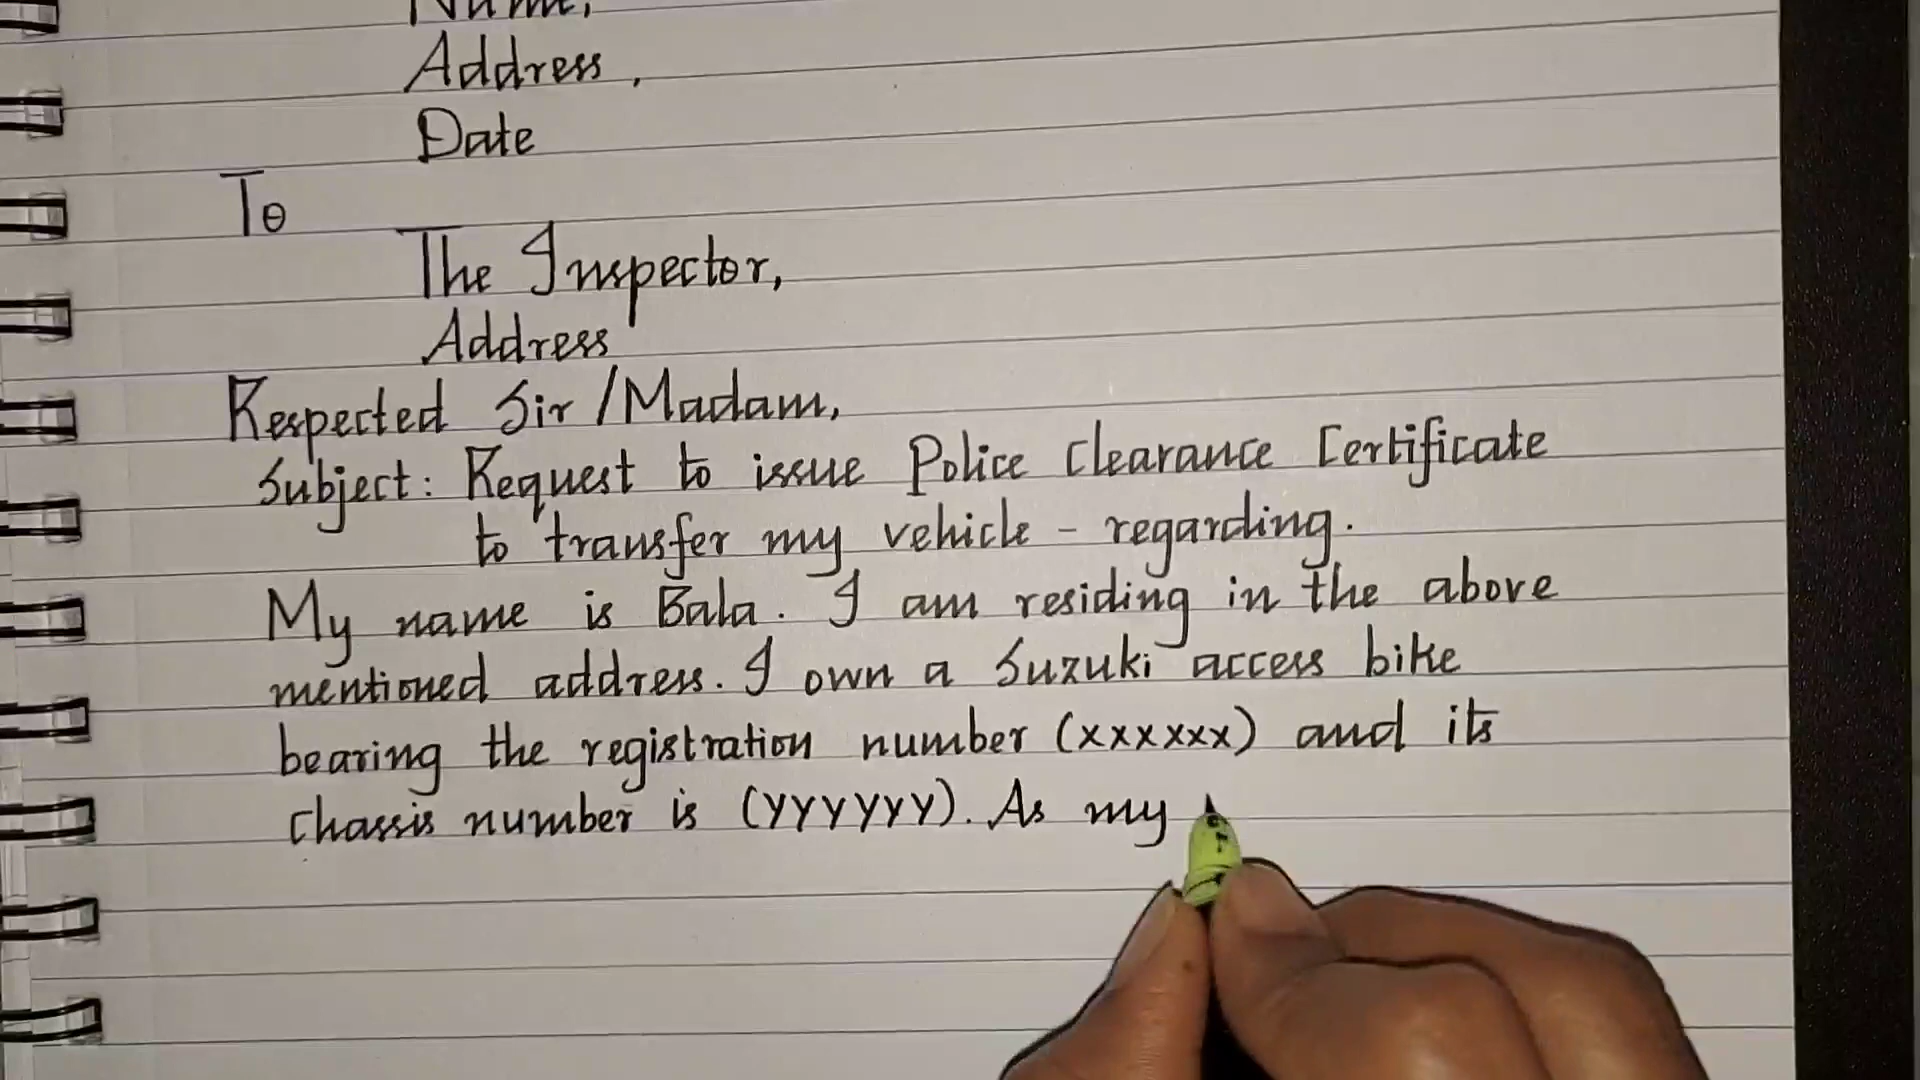 Name,
Address,
Date
To
The Inspector,
Address
Respected Sir/Madam,
Subject: Request to issue Police Clearance Certificate
to transfer my vehicle - regarding.
My name is Bala. I am residing in the above
mentioned address. I own a Suzuki access bike
bearing the registration number (xxxxxx) and its
Chassis number is (YYYYYY). As my